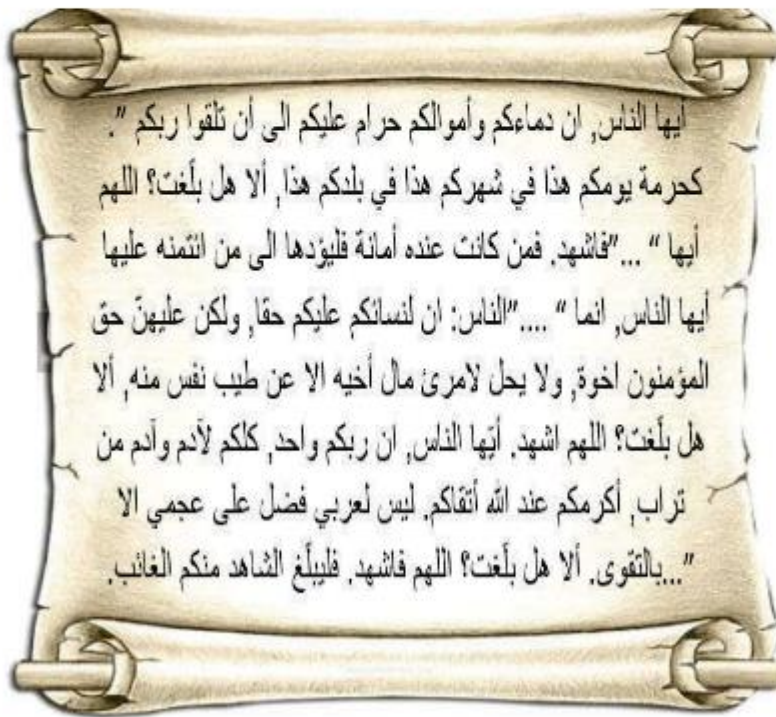 أيها الناس, ان دماءكم وأموالكم حرام عليكم الى أن تلقوا ربكم ".
كحرمة يومكم هذا في شهركم هذا في بلدكم هذا, ألا هل بلّغت؟ اللهم
أيها " ..."فاشهد. فمن كانت عنده أمانة فليؤدها الى من ائتمنه عليها
أيها الناس, انما " ...."الناس: ان لنسائكم عليكم حقا, ولكن عليهنّ حق
المؤمنون اخوة, ولا يحل لامرئ مال أخيه الا عن طيب نفس منه, ألا
هل بلّغت؟ اللهم اشهد. أيّها الناس, ان ربكم واحد, كلكم لآدم وآدم من
تراب, أكرمكم عند الله أتقاكم. ليس لعربي فضل على عجمي الا
"...بالتقوى. ألا هل بلّغت؟ اللهم فاشهد. فليبلّغ الشاهد منكم الغائب.